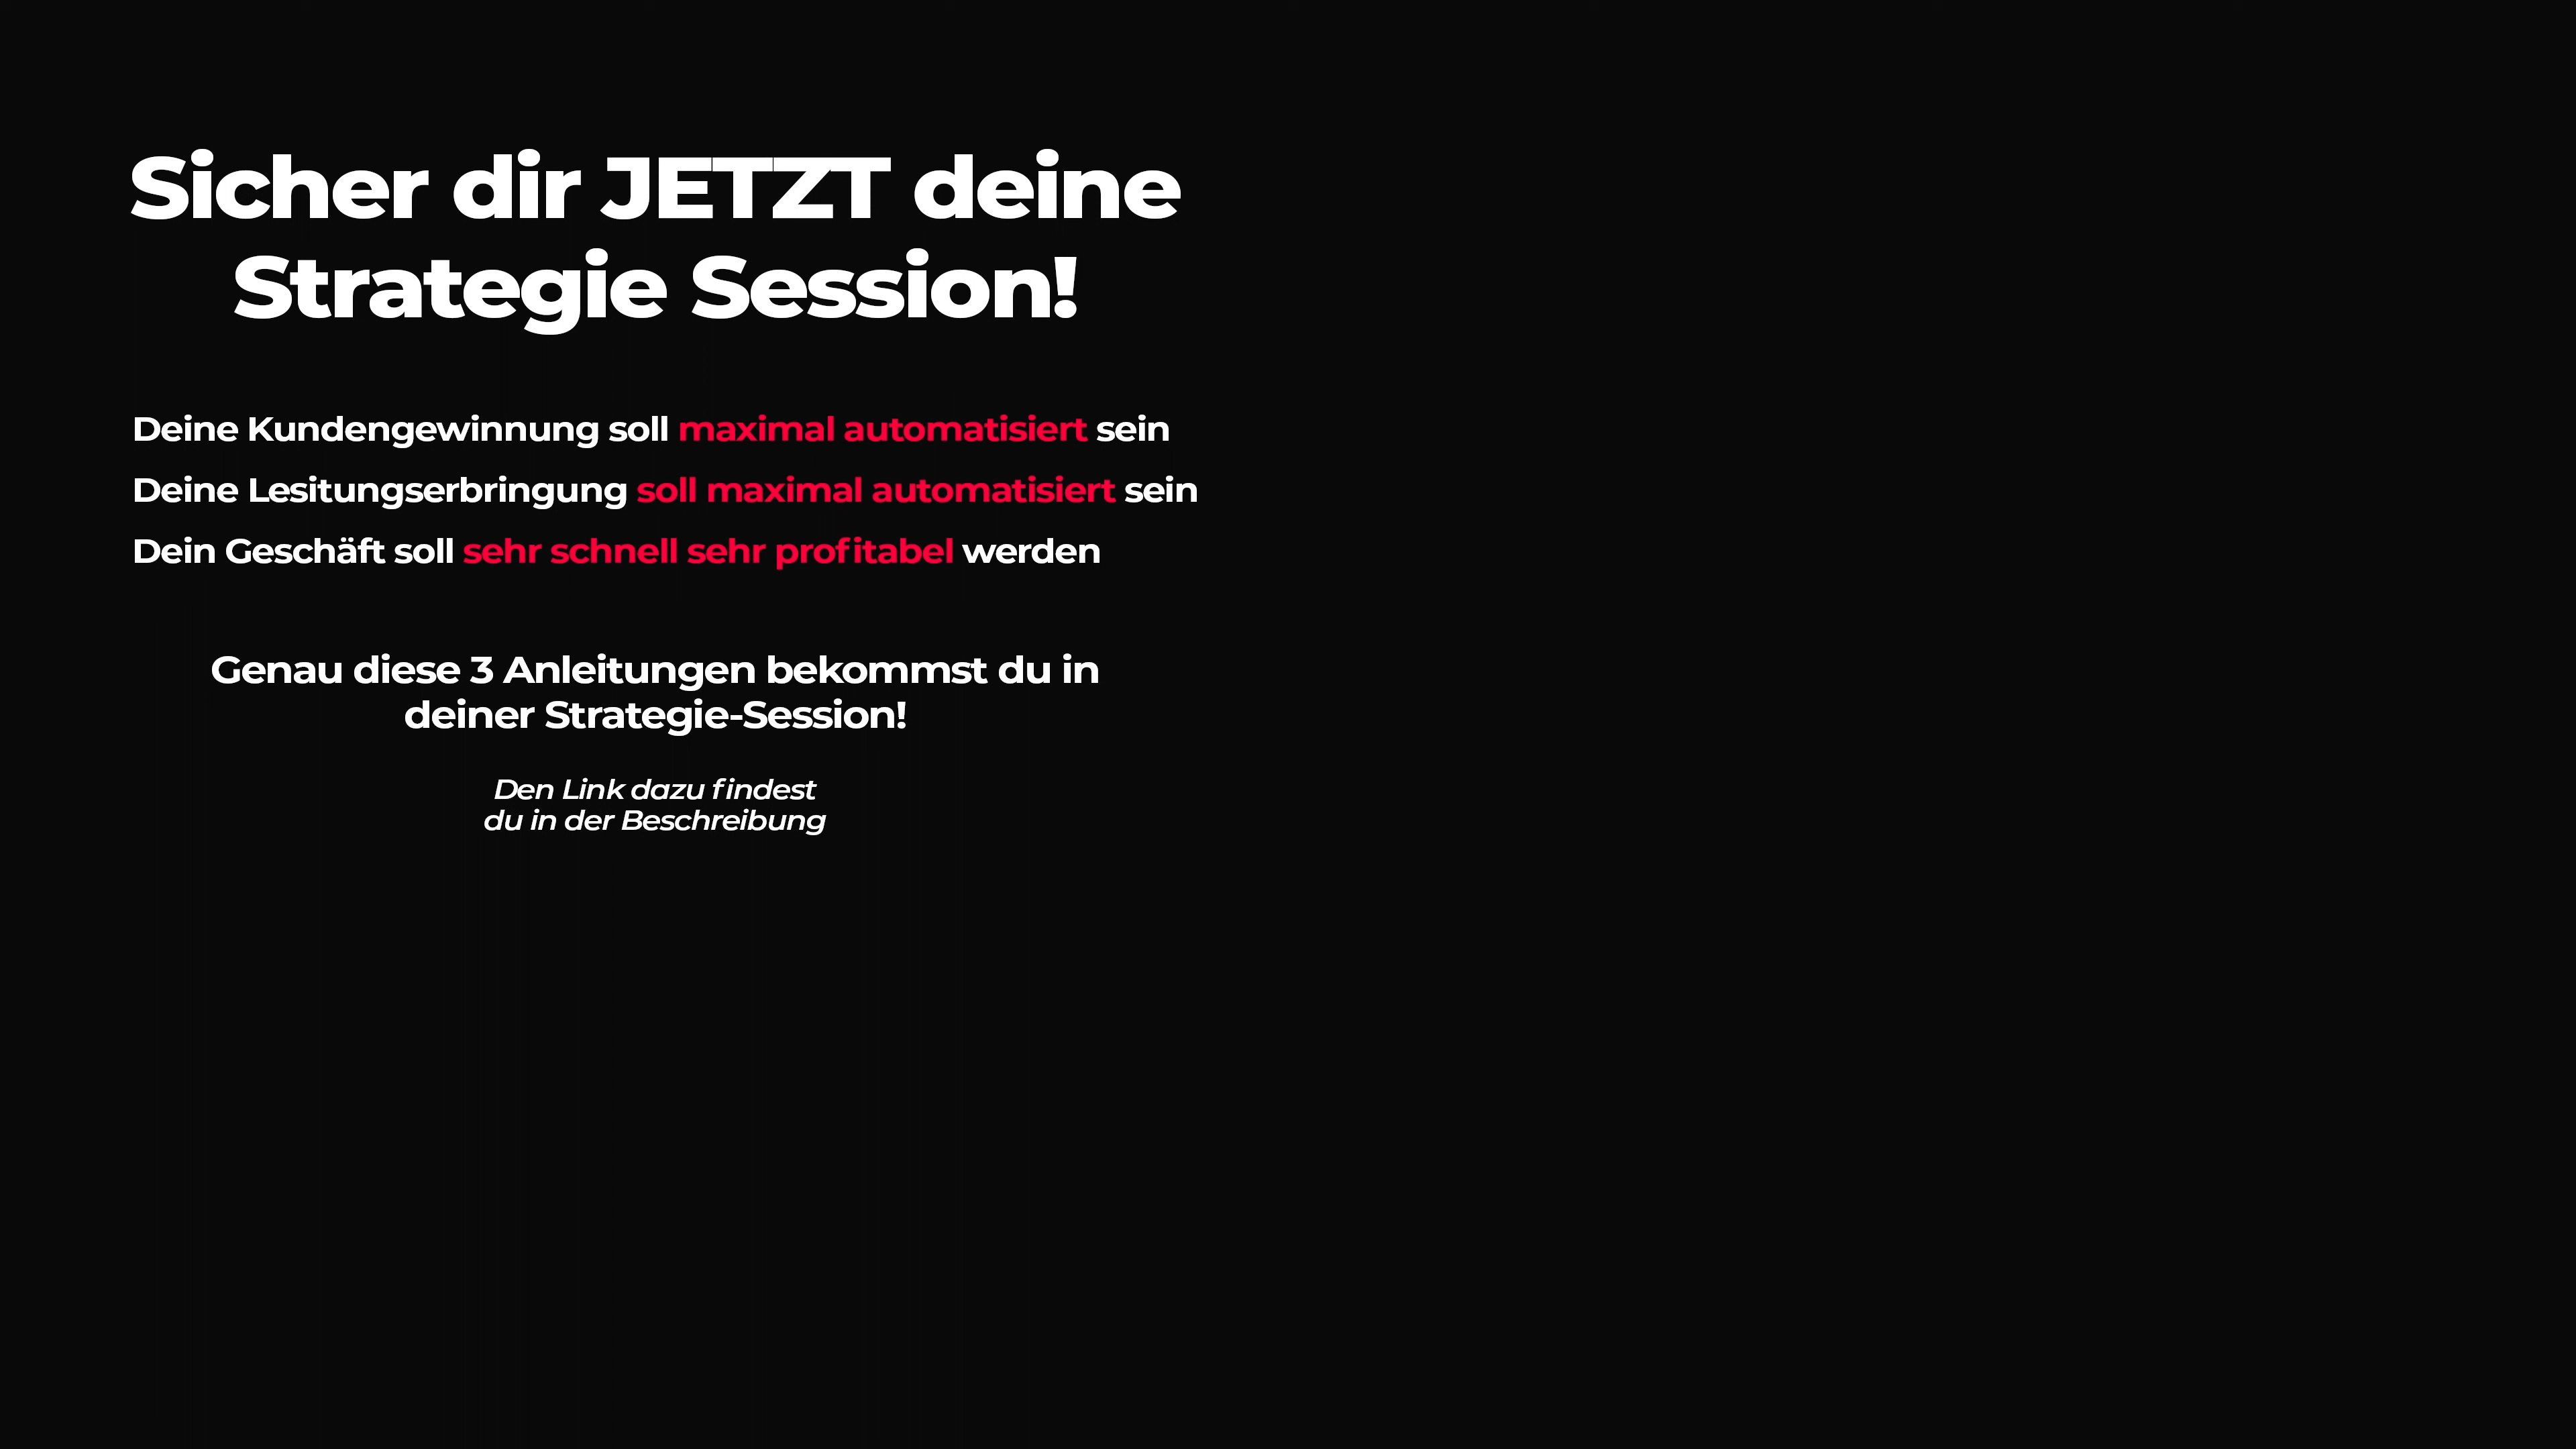 Sicher dir JETZT deine
Strategie Session!
Deine Kundengewinnung soll maximal automatisiert sein
Deine Lesitungserbringung soll maximal automatisiert sein
Dein Geschäft soll sehr schnell sehr profitabel werden
Genau diese 3 Anleitungen bekommst du in
deiner Strategie-Session!
Den Link dazu findest
du in der Beschreibung